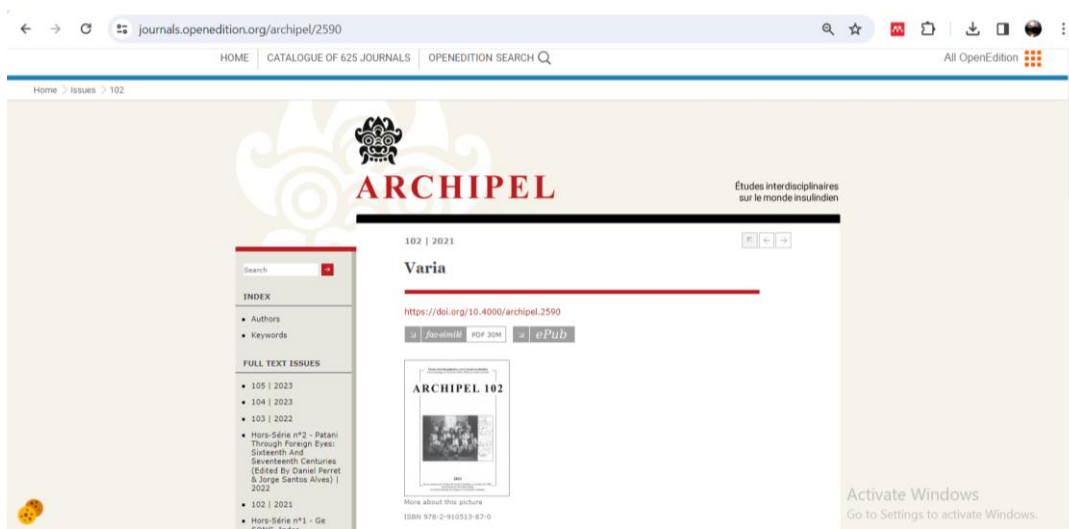 journals.openedition.org/archipel/2590
HOME
CATALOGUE OF 625 JOURNALS
OPENEDITION SEARCH
All OpenEdition
Home > Issues > 102
ARCHIPEL
Études interdisciplinaires
sur le monde insulindien
102 | 2021
Varia
https://doi.org/10.4000/archipel.2590
fac-similé PDF 30M
ePub
ARCHIPEL 102
2021
More about this picture
ISBN 978-2-910513-87-0
Search
INDEX
Authors
Keywords
FULL TEXT ISSUES
105 | 2023
104 | 2023
103 | 2022
Hors-Série n°2 - Patani
Through Foreign Eyes:
Sixteenth And
Seventeenth Centuries
(Edited By Daniel Perret
& Jorge Santos Alves) |
2022
102 | 2021
Hors-Série n°1 - Ge
Activate Windows
Go to Settings to activate Windows.